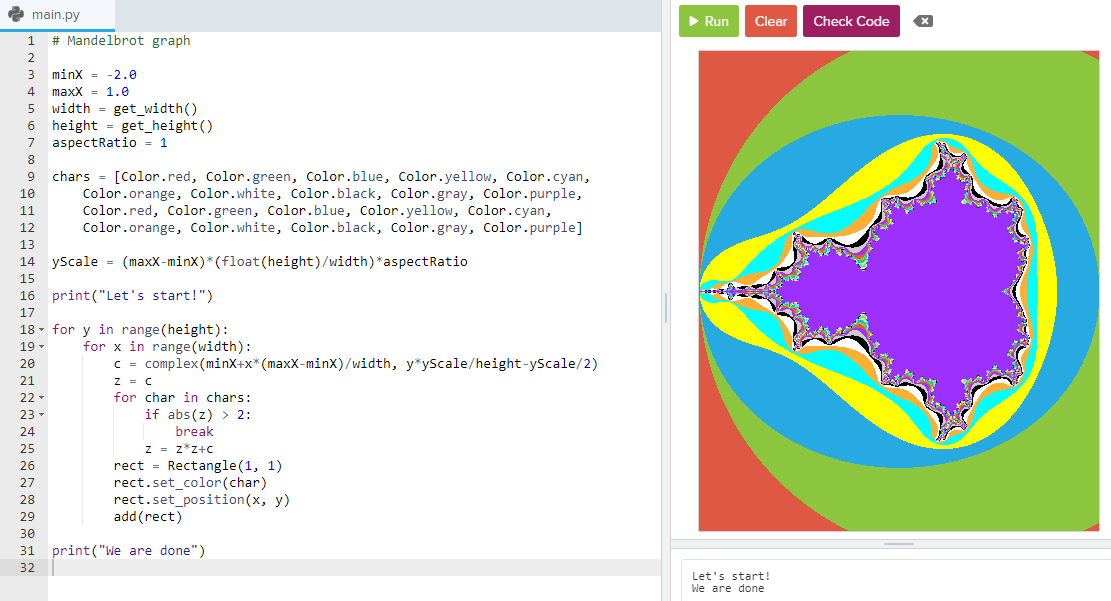 main.py
Run Clear Check Code
1 # Mandelbrot graph
2
3 minX = -2.0
4 maxX = 1.0
5 width = get_width()
6 height = get_height()
7 aspectRatio = 1
8
9 chars = [Color.red, Color.green, Color.blue, Color.yellow, Color.cyan,
10     Color.orange, Color.white, Color.black, Color.gray, Color.purple,
11     Color.red, Color.green, Color.blue, Color.yellow, Color.cyan,
12     Color.orange, Color.white, Color.black, Color.gray, Color.purple]
13
14 yScale = (maxX-minX)*(float(height)/width)*aspectRatio
15
16 print("Let's start!")
17
18 for y in range(height):
19     for x in range(width):
20         c = complex(minX+x*(maxX-minX)/width, y*yScale/height-yScale/2)
21         z = c
22         for char in chars:
23             if abs(z) > 2:
24                 break
25             z = z*z+c
26         rect = Rectangle(1, 1)
27         rect.set_color(char)
28         rect.set_position(x, y)
29         add(rect)
30
31 print("We are done")
32
Let's start!
We are done